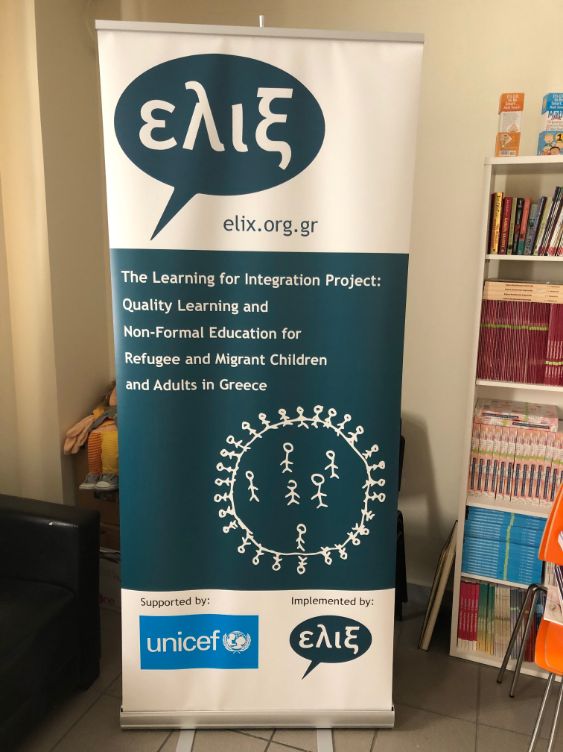 ελιξ
elix.org.gr
The Learning for Integration Project:
Quality Learning and
Non-Formal Education for
Refugee and Migrant Children
and Adults in Greece
Supported by:
Implemented by:
unicef
ελιξ